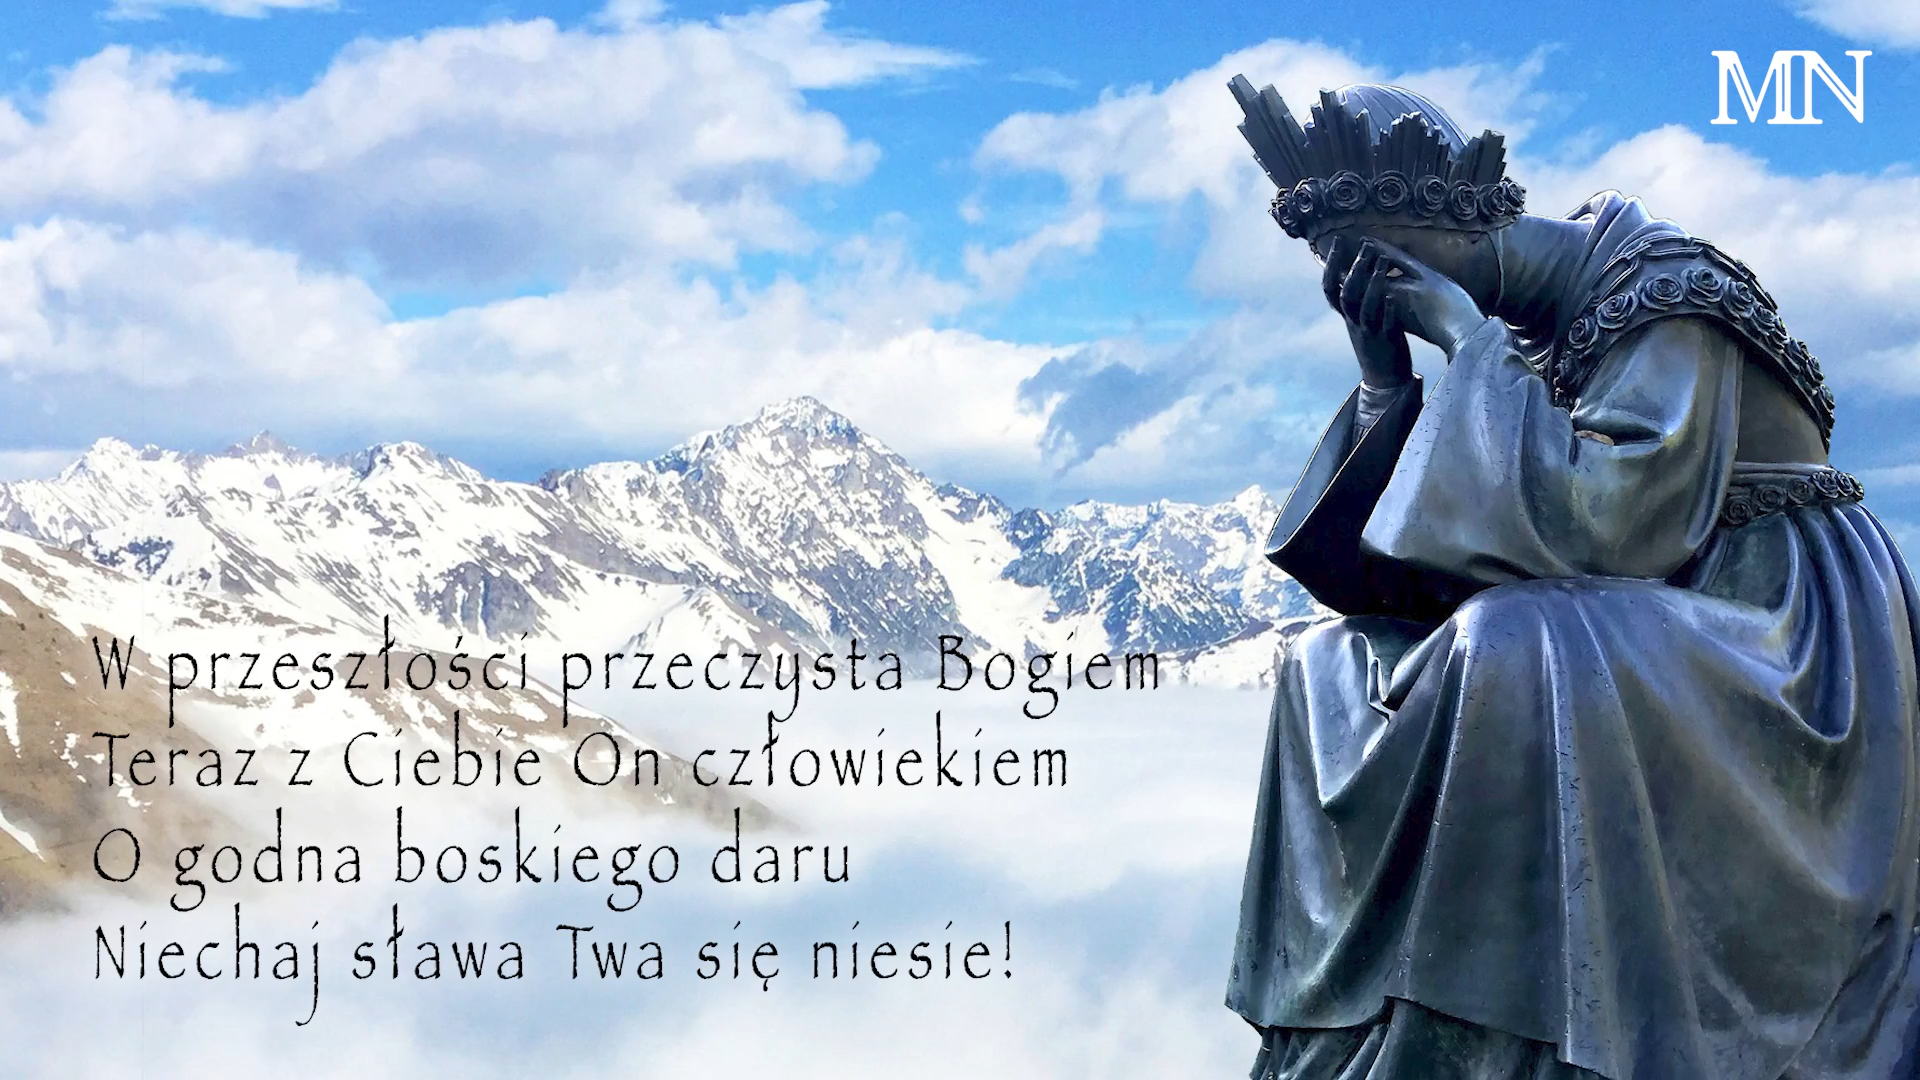 MN
W przeszłości przeczysta Bogiem
Teraz z Ciebie On człowiekiem
O godna boskiego daru
Niechaj sława Twa się niesie!